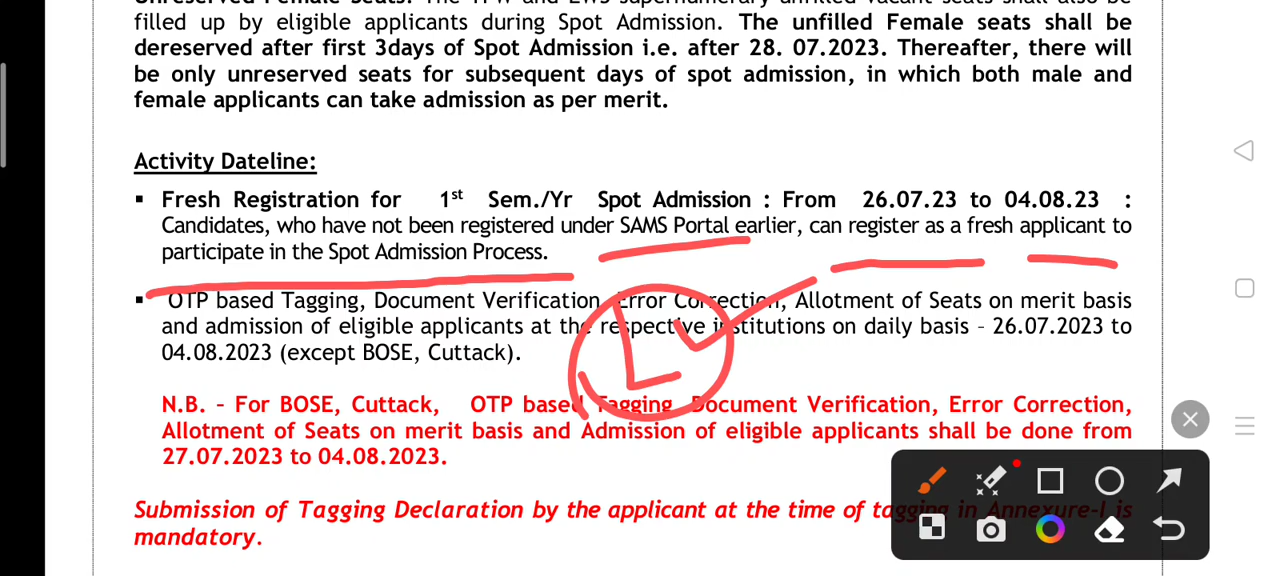 Unreserved Female Seats: The TFW and EWS supernumerary unfilled vacant seats shall also be
filled up by eligible applicants during Spot Admission. The unfilled Female seats shall be
dereserved after first 3days of Spot Admission i.e. after 28. 07.2023. Thereafter, there will
be only unreserved seats for subsequent days of spot admission, in which both male and
female applicants can take admission as per merit.
Activity Dateline:
▪ Fresh Registration for 1st Sem./Yr Spot Admission : From 26.07.23 to 04.08.23 :
Candidates, who have not been registered under SAMS Portal earlier, can register as a fresh applicant to
participate in the Spot Admission Process.
▪ OTP based Tagging, Document Verification, Error Correction, Allotment of Seats on merit basis
and admission of eligible applicants at the respective institutions on daily basis – 26.07.2023 to
04.08.2023 (except BOSE, Cuttack).
N.B. – For BOSE, Cuttack, OTP based Tagging, Document Verification, Error Correction,
Allotment of Seats on merit basis and Admission of eligible applicants shall be done from
27.07.2023 to 04.08.2023.
Submission of Tagging Declaration by the applicant at the time of tagging in Annexure-I is
mandatory.